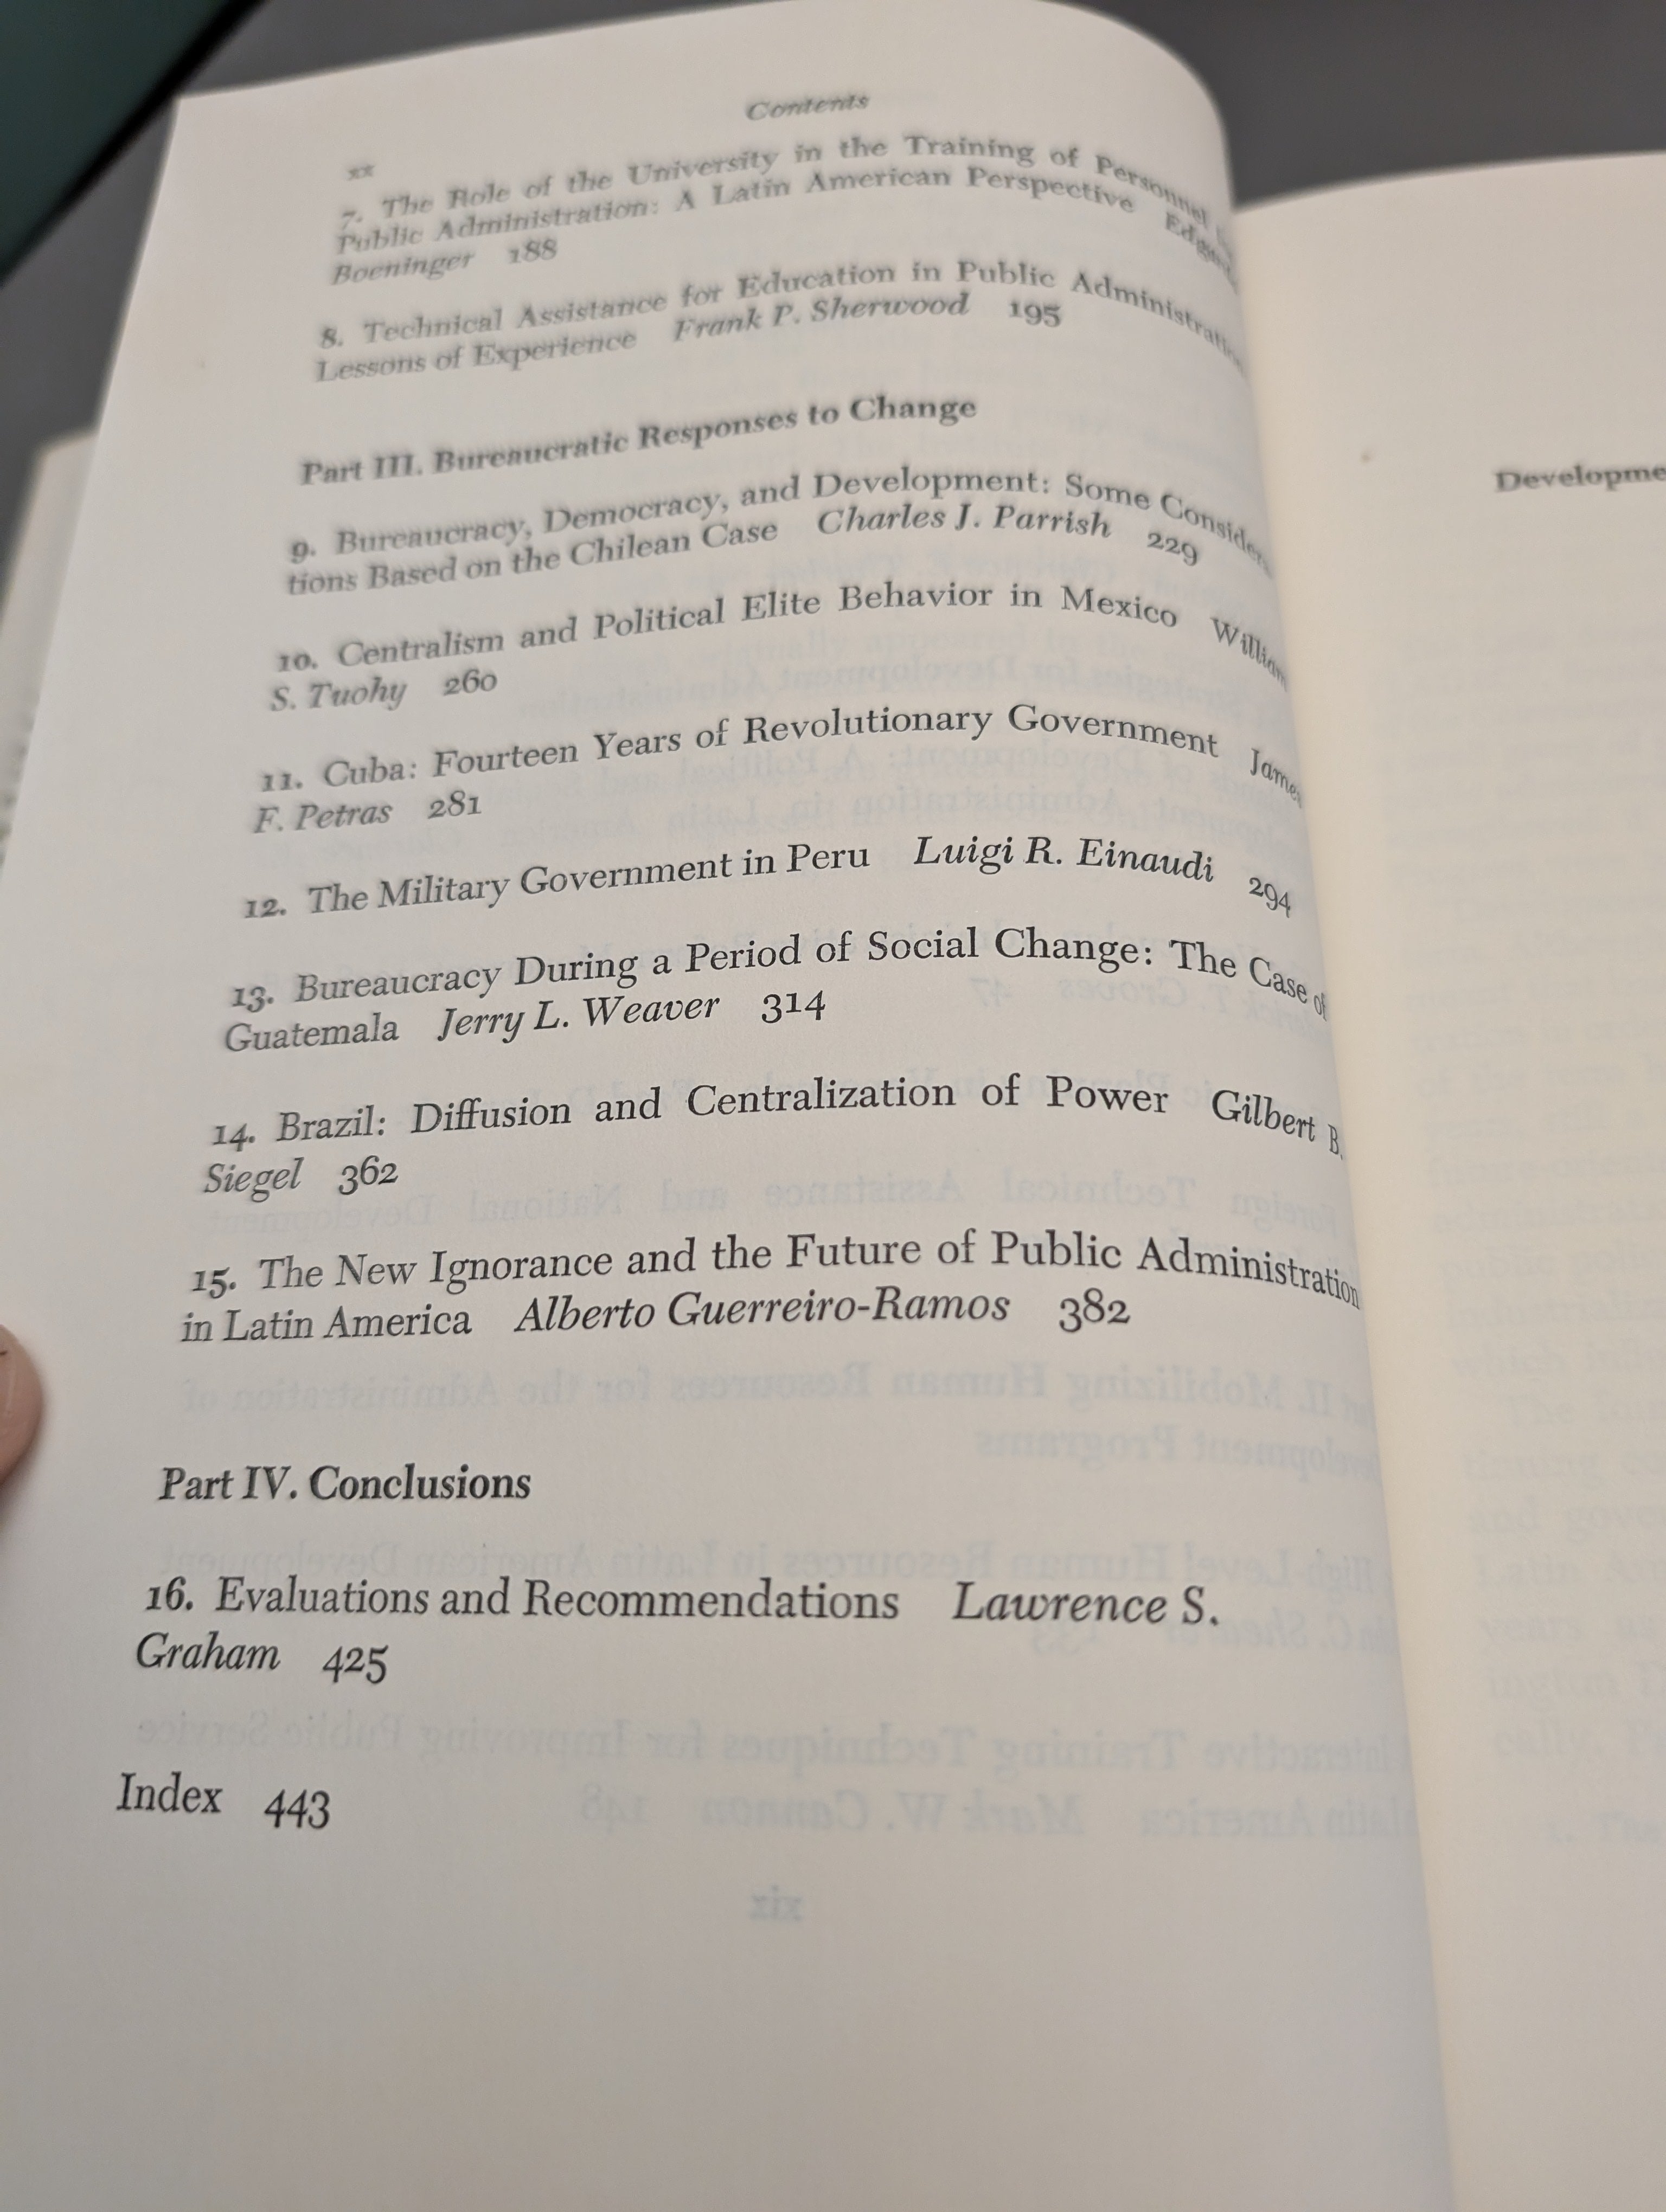 Contents
xx
7. The Role of the University in the Training of Personnel
Public Administration: A Latin American Perspective
Boeninger 188
8. Technical Assistance for Education in Public
Lessons of Experience Frank P. Sherwood 195
Part III. Bureaucratic Responses to Change
9. Bureaucracy, Democracy, and Development: Some
tions Based on the Chilean Case Charles J. Parrish 229
10. Centralism and Political Elite Behavior in Mexico William
S. Tuohy 260
11. Cuba: Fourteen Years of Revolutionary Government James
F. Petras 281
12. The Military Government in Peru Luigi R. Einaudi 294
13. Bureaucracy During a Period of Social Change: The Case of
Guatemala Jerry L. Weaver 314
14. Brazil: Diffusion and Centralization of Power Gilbert B.
Siegel 362
15. The New Ignorance and the Future of Public Administration
in Latin America Alberto Guerreiro-Ramos 382
Part IV. Conclusions
16. Evaluations and Recommendations Lawrence S.
Graham 425
Index 443
Developme